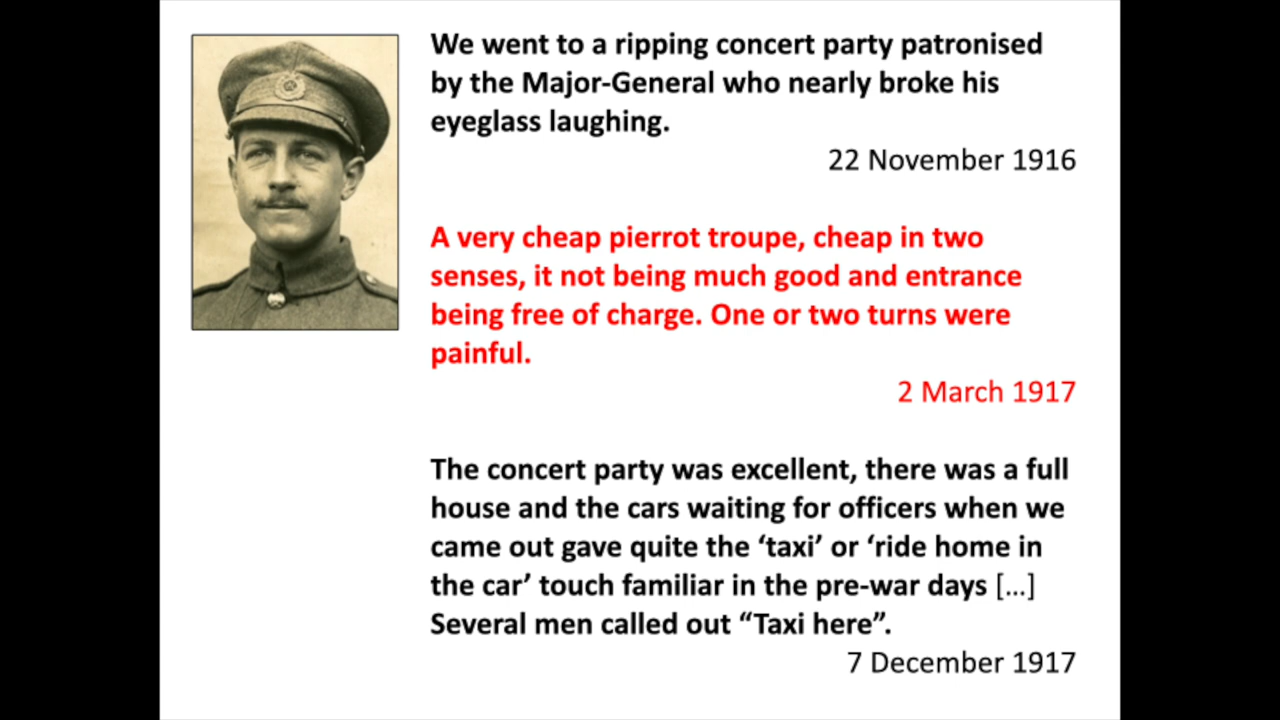 We went to a ripping concert party patronised
by the Major-General who nearly broke his
eyeglass laughing.
22 November 1916
A very cheap pierrot troupe, cheap in two
senses, it not being much good and entrance
being free of charge. One or two turns were
painful.
2 March 1917
The concert party was excellent, there was a full
house and the cars waiting for officers when we
came out gave quite the ‘taxi’ or ‘ride home in
the car’ touch familiar in the pre-war days [...]
Several men called out “Taxi here”.
7 December 1917